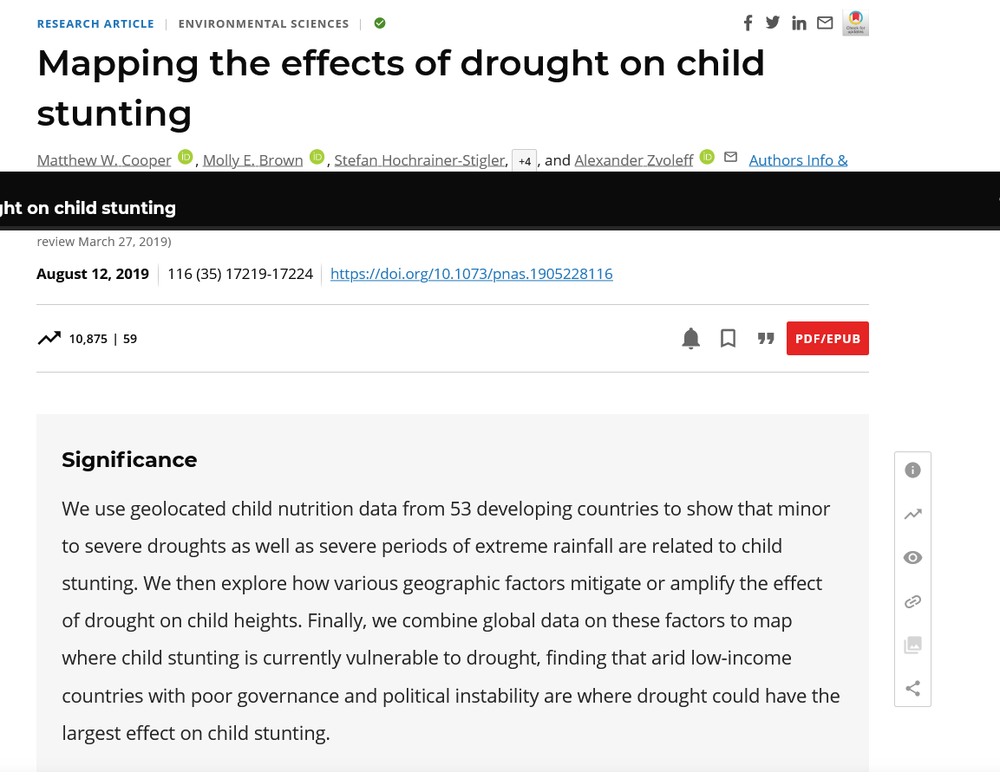 RESEARCH ARTICLE | ENVIRONMENTAL SCIENCES |
Check for updates
Mapping the effects of drought on child
stunting
Matthew W. Cooper iD, Molly E. Brown iD, Stefan Hochrainer-Stigler, +4, and Alexander Zvoleff iD Authors Info &
ght on child stunting
review March 27, 2019)
August 12, 2019 | 116 (35) 17219-17224 | https://doi.org/10.1073/pnas.1905228116
10,875 | 59
PDF/EPUB
Significance
We use geolocated child nutrition data from 53 developing countries to show that minor
to severe droughts as well as severe periods of extreme rainfall are related to child
stunting. We then explore how various geographic factors mitigate or amplify the effect
of drought on child heights. Finally, we combine global data on these factors to map
where child stunting is currently vulnerable to drought, finding that arid low-income
countries with poor governance and political instability are where drought could have the
largest effect on child stunting.